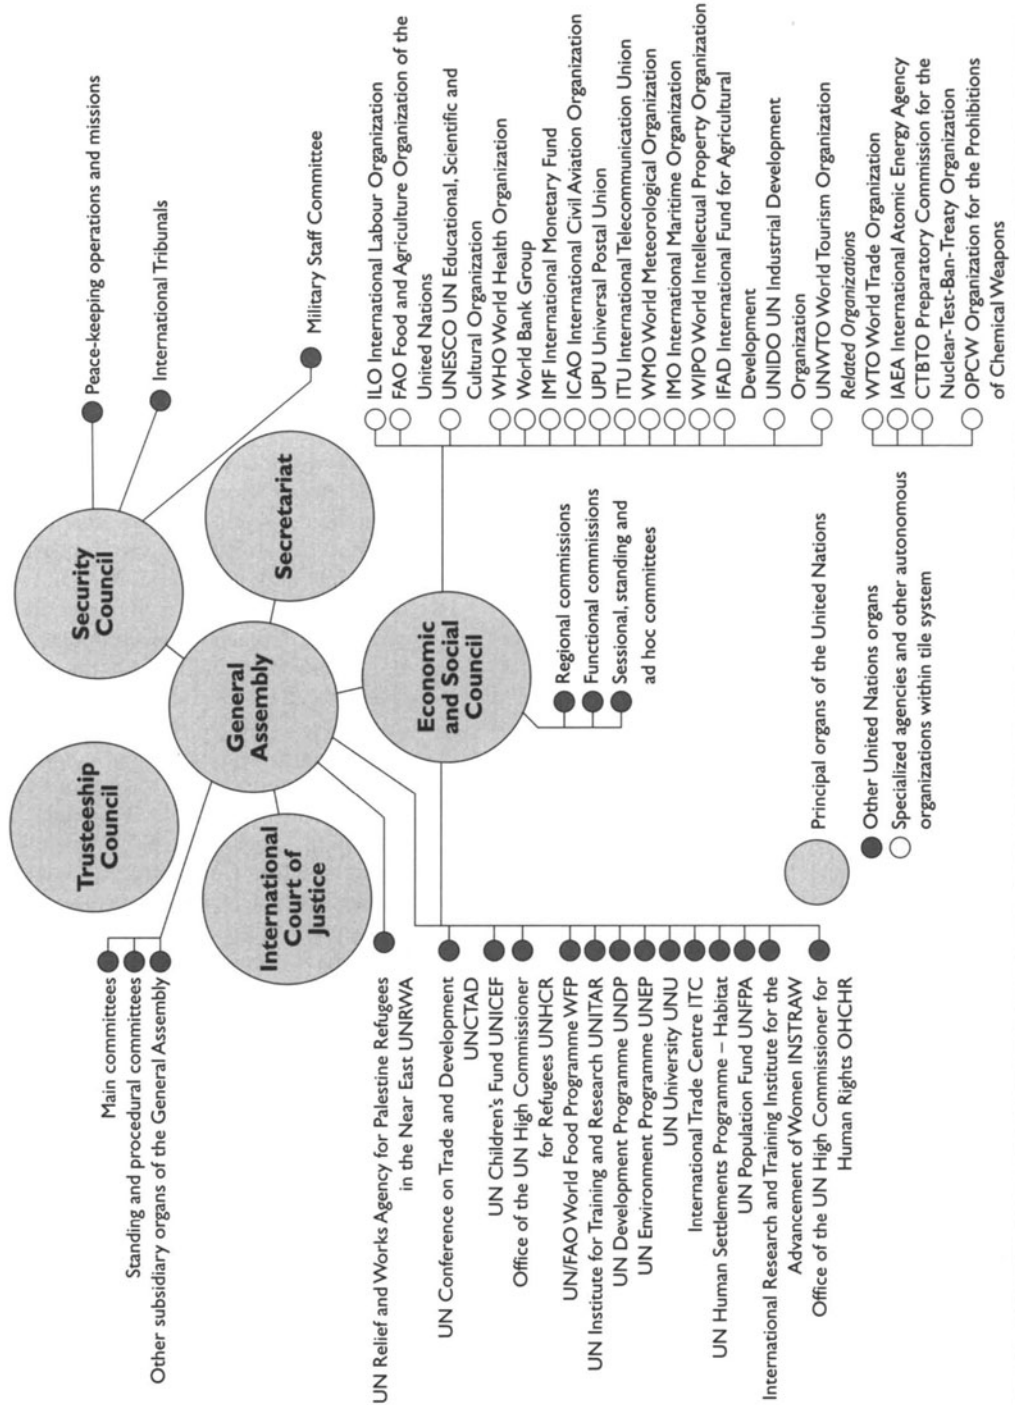 Trusteeship
Council
Security
Council
Peace-keeping operations and missions
International Tribunals
Military Staff Committee
Main committees
Standing and procedural committees
Other subsidiary organs of the General Assembly
International
Court of
Justice
General
Assembly
Secretariat
UN Relief and Works Agency for Palestine Refugees
in the Near East UNRWA
Economic
and Social
Council
UN Conference on Trade and Development
UNCTAD
UN Children's Fund UNICEF
Office of the UN High Commissioner
for Refugees UNHCR
UN/FAO World Food Programme WFP
UN Institute for Training and Research UNITAR
UN Development Programme UNDP
UN Environment Programme UNEP
UN University UNU
International Trade Centre ITC
UN Human Settlements Programme – Habitat
UN Population Fund UNFPA
International Research and Training Institute for the
Advancement of Women INSTRAW
Office of the UN High Commissioner for
Human Rights OHCHR
Regional commissions
Functional commissions
Sessional, standing and
ad hoc committees
ILO International Labour Organization
FAO Food and Agriculture Organization of the
United Nations
UNESCO UN Educational, Scientific and
Cultural Organization
WHO World Health Organization
World Bank Group
IMF International Monetary Fund
ICAO International Civil Aviation Organization
UPU Universal Postal Union
ITU International Telecommunication Union
WMO World Meteorological Organization
IMO International Maritime Organization
WIPO World Intellectual Property Organization
IFAD International Fund for Agricultural
Development
UNIDO UN Industrial Development
Organization
UNWTO World Tourism Organization
Related Organizations
WTO World Trade Organization
IAEA International Atomic Energy Agency
CTBTO Preparatory Commission for the
Nuclear-Test-Ban-Treaty Organization
OPCW Organization for the Prohibitions
of Chemical Weapons
Principal organs of the United Nations
Other United Nations organs
Specialized agencies and other autonomous
organizations within tile system